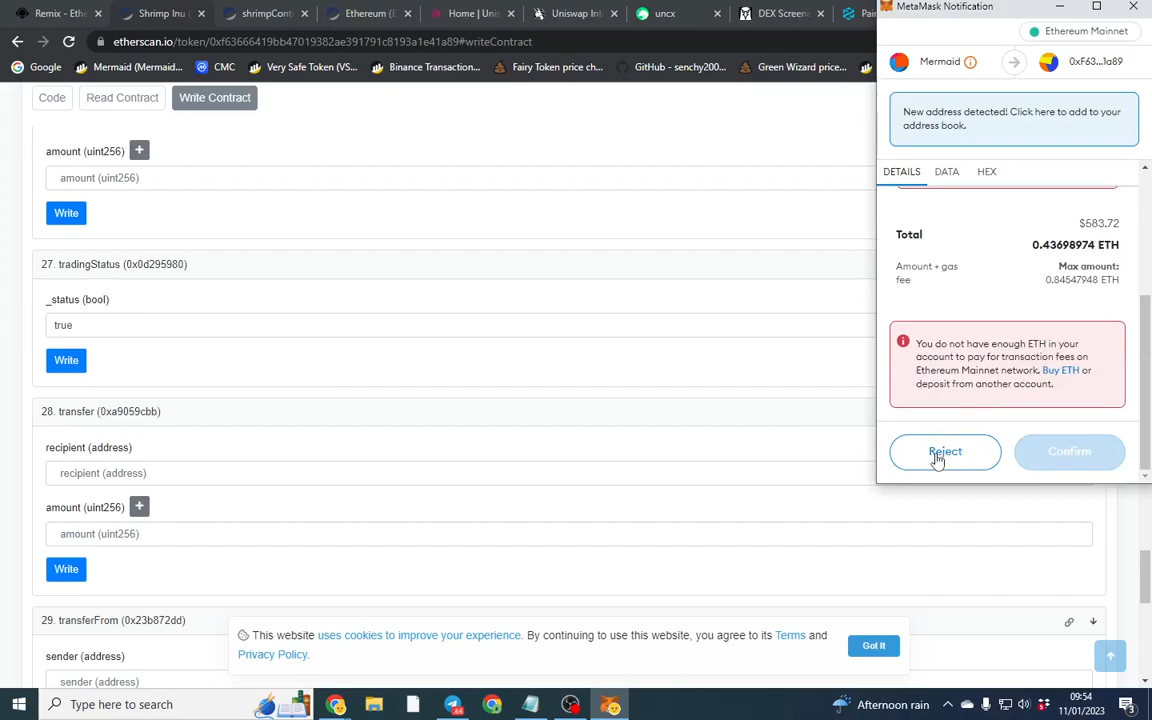 Remix - Ethe
Shrimp Inu (
shrimpCont
Ethereum (E
Home | Unis
Uniswap Int
uncx
DEX Screene
Pai
etherscan.io/token/0xf63666419bb47019382ae391791c8193a1e41a89#writeContract
Google
Mermaid (Mermaid...
CMC
Very Safe Token (VS...
Binance Transaction...
Fairy Token price ch...
GitHub - senchy200...
Green Wizard price...
Code
Read Contract
Write Contract
amount (uint256) +
amount (uint256)
Write
27. tradingStatus (0x0d295980)
_status (bool)
true
Write
28. transfer (0xa9059cbb)
recipient (address)
recipient (address)
amount (uint256) +
amount (uint256)
Write
29. transferFrom (0x23b872dd)
sender (address)
sender (address)
This website uses cookies to improve your experience. By continuing to use this website, you agree to its Terms and
Privacy Policy.
Got It
MetaMask Notification
Ethereum Mainnet
Mermaid
0xF63...1a89
New address detected! Click here to add to your
address book.
DETAILS
DATA
HEX
$583.72
Total
0.43698974 ETH
Amount + gas
fee
Max amount:
0.84547948 ETH
You do not have enough ETH in your
account to pay for transaction fees on
Ethereum Mainnet network. Buy ETH or
deposit from another account.
Reject
Confirm
Type here to search
Afternoon rain
09:54
11/01/2023
3